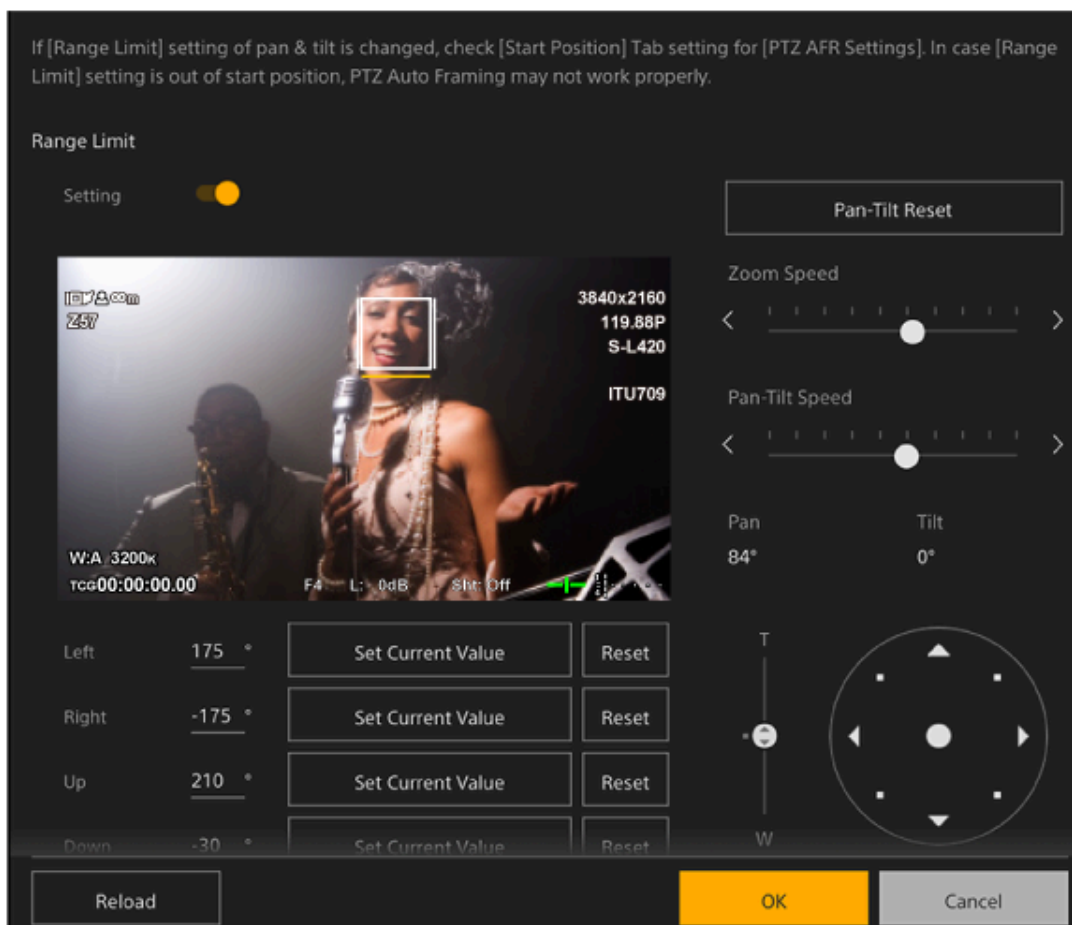 If [Range Limit] setting of pan & tilt is changed, check [Start Position] Tab setting for [PTZ AFR Settings]. In case [Range
Limit] setting is out of start position, PTZ Auto Framing may not work properly.
Range Limit
Setting
Pan-Tilt Reset
Zoom Speed
Pan-Tilt Speed
Pan Tilt
84° 0°
∞m
Z57
3840x2160
119.88P
S-L420
ITU709
W:A 3200K
TCG00:00:00.00 F4 L: 0dB Sht: Off
Left 175 ° Set Current Value Reset
Right -175 ° Set Current Value Reset
Up 210 ° Set Current Value Reset
Down -30 ° Set Current Value Reset
T
W
Reload OK Cancel